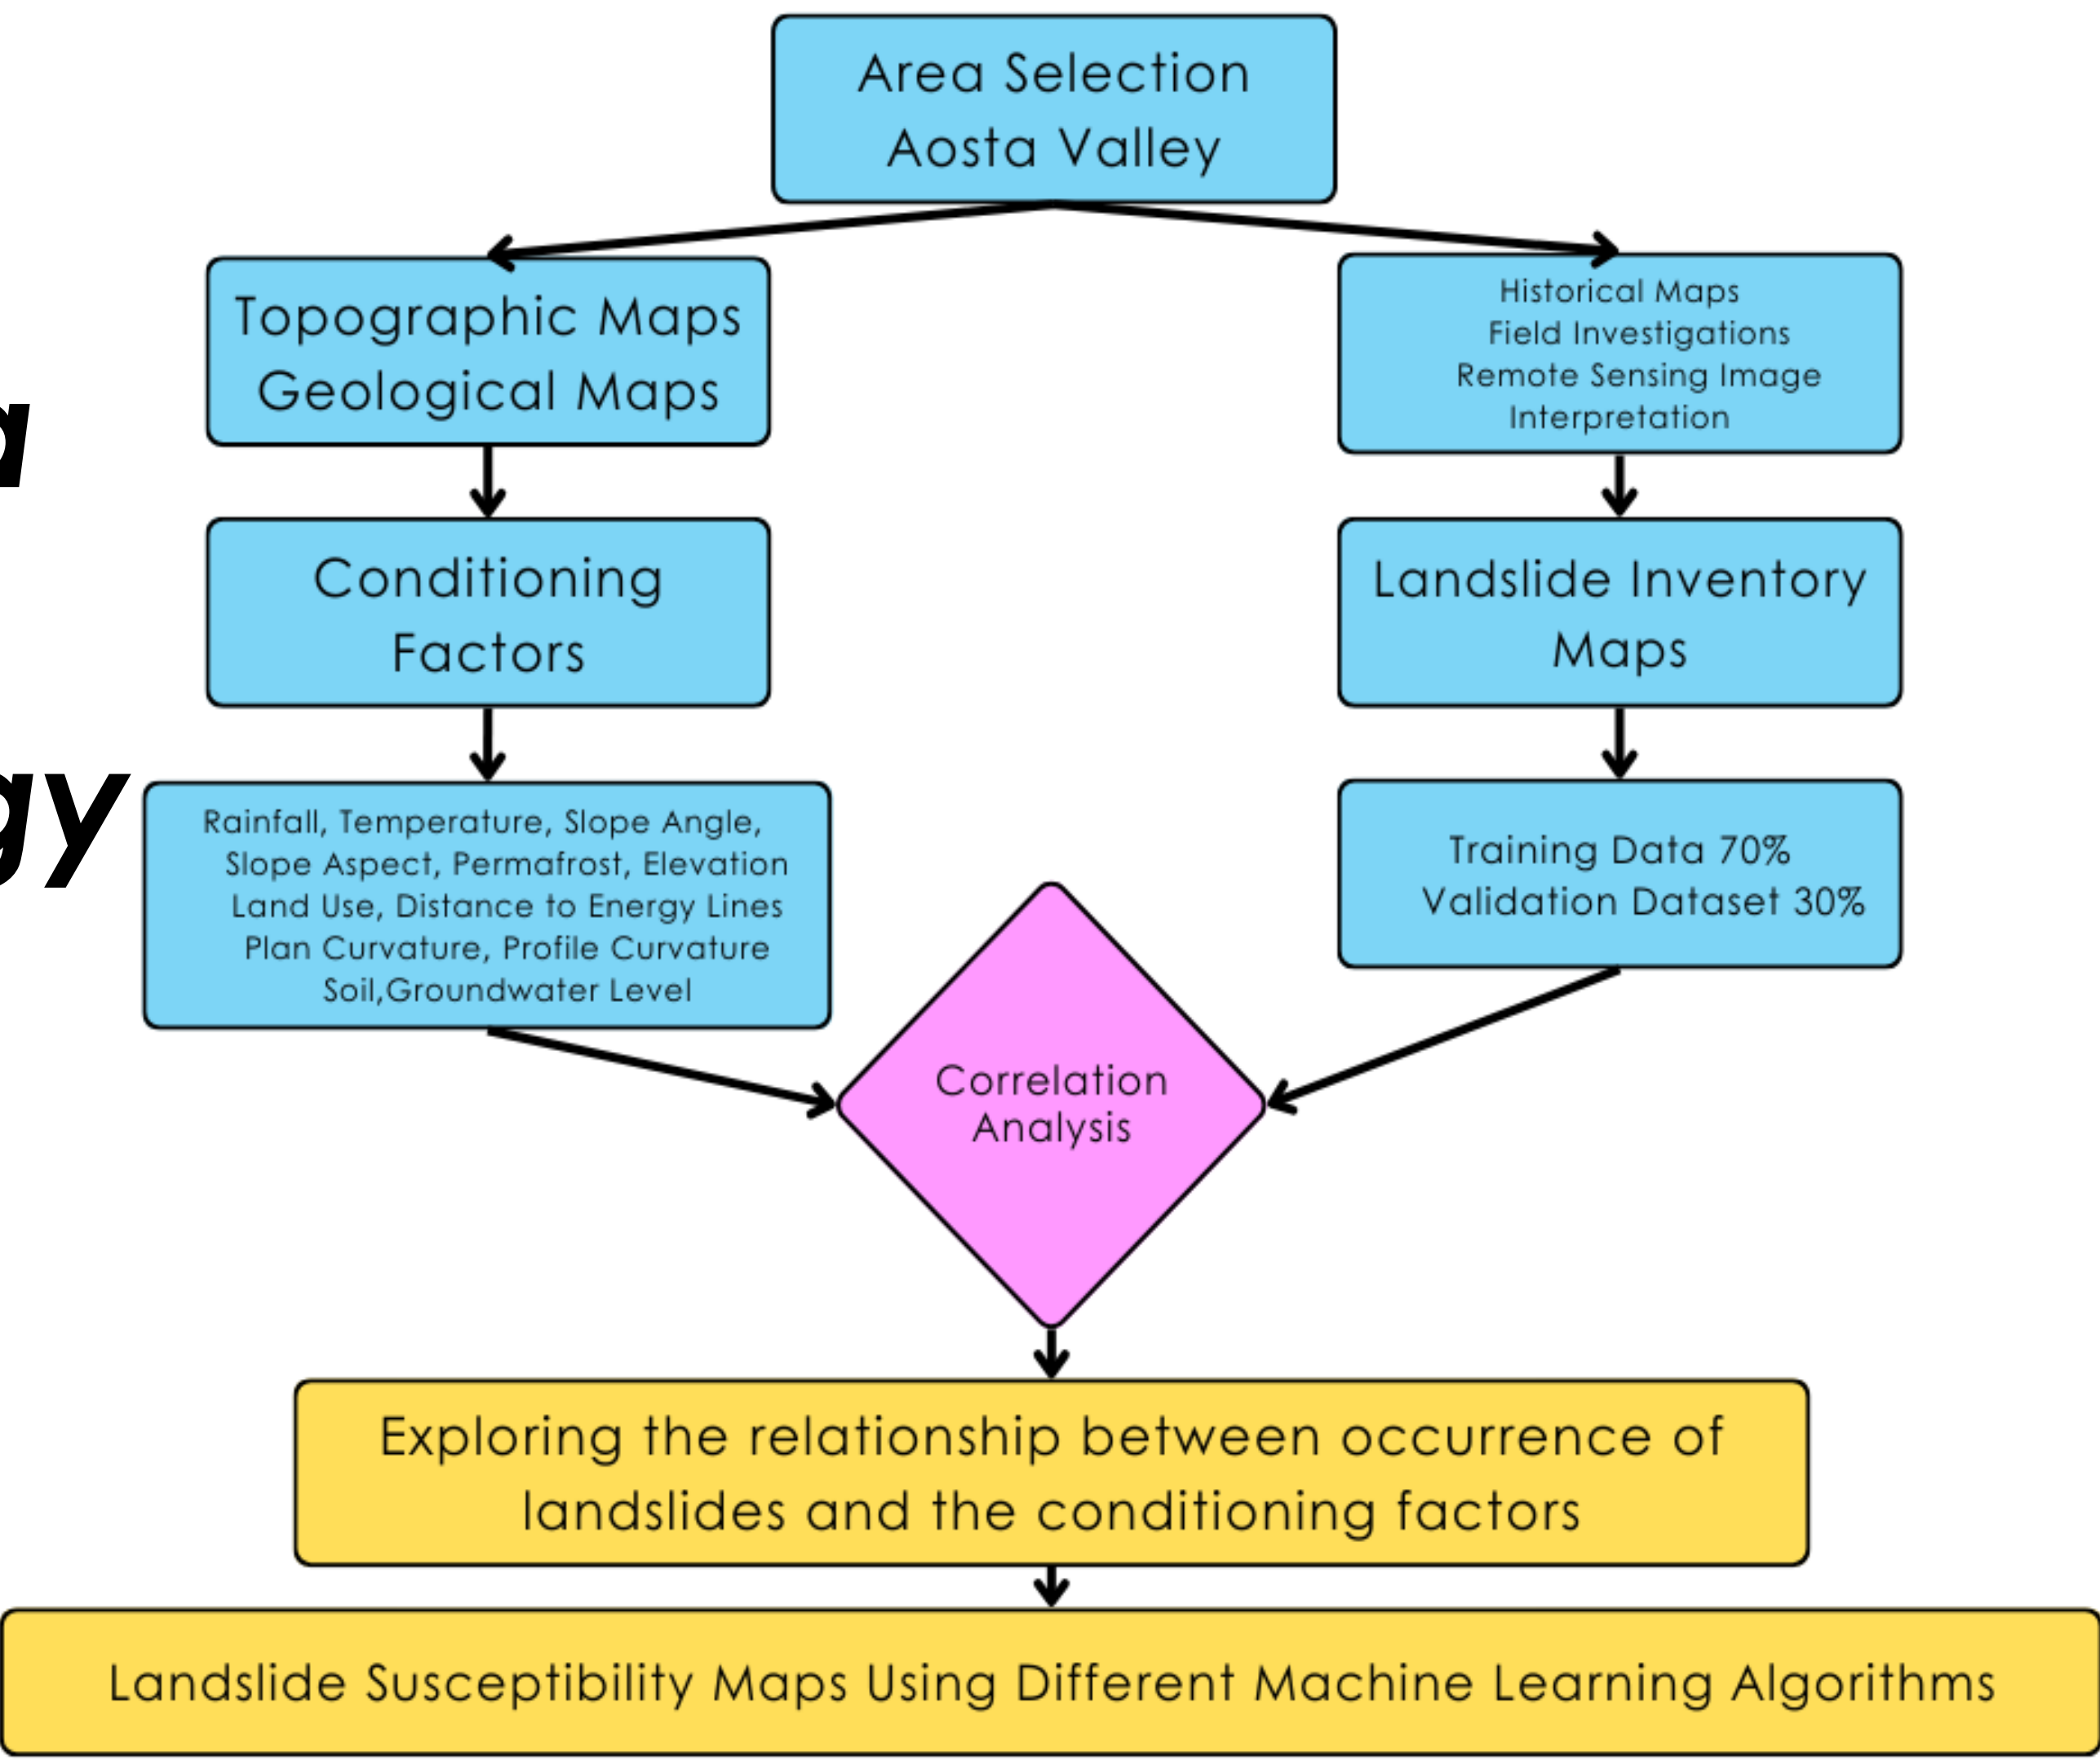 Area Selection
Aosta Valley
Topographic Maps
Geological Maps
Historical Maps
Field Investigations
Remote Sensing Image
Interpretation
Conditioning
Factors
Landslide Inventory
Maps
Rainfall, Temperature, Slope Angle,
Slope Aspect, Permafrost, Elevation
Land Use, Distance to Energy Lines
Plan Curvature, Profile Curvature
Soil,Groundwater Level
Training Data 70%
Validation Dataset 30%
Correlation
Analysis
Exploring the relationship between occurrence of
landslides and the conditioning factors
Landslide Susceptibility Maps Using Different Machine Learning Algorithms